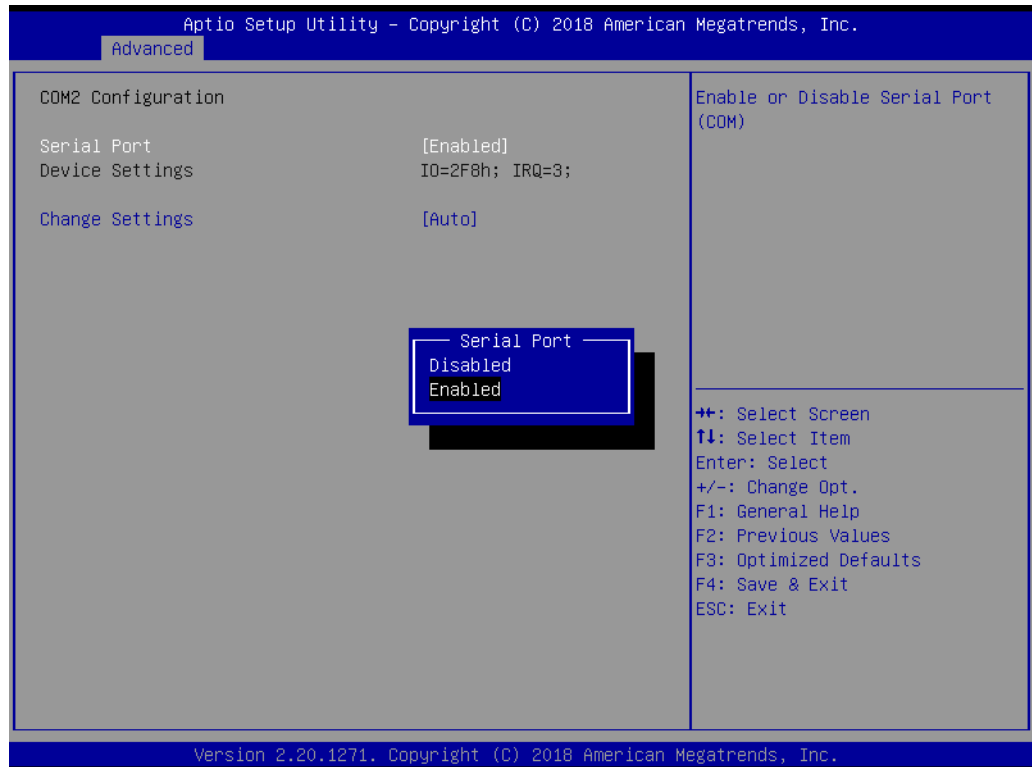 Aptio Setup Utility – Copyright (C) 2018 American Megatrends, Inc.
Advanced
COM2 Configuration
Serial Port [Enabled]
Device Settings IO=2F8h; IRQ=3;
Change Settings [Auto]
Serial Port
Disabled
Enabled
Enable or Disable Serial Port
(COM)
→←: Select Screen
↑↓: Select Item
Enter: Select
+/-: Change Opt.
F1: General Help
F2: Previous Values
F3: Optimized Defaults
F4: Save & Exit
ESC: Exit
Version 2.20.1271. Copyright (C) 2018 American Megatrends, Inc.